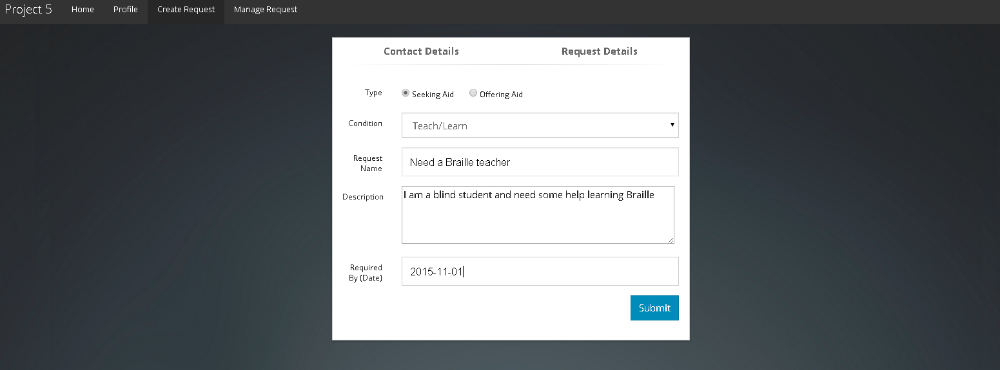 Project 5 Home Profile Create Request Manage Request
Contact Details Request Details
Type Seeking Aid Offering Aid
Condition Teach/Learn
Request
Name
Need a Braille teacher
Description I am a blind student and need some help learning Braille
Required
By (Date)
2015-11-01
Submit